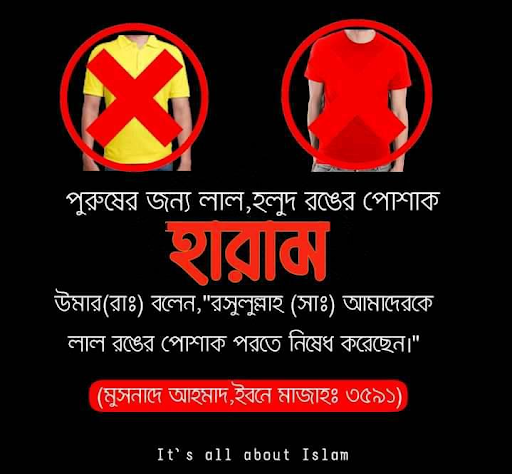 পুরুষের জন্য লাল,হলুদ রঙের পোশাক
হারাম
উমার(রাঃ) বলেন,"রসুলুল্লাহ (সাঃ) আমাদেরকে
লাল রঙের পোশাক পরতে নিষেধ করেছেন।"
(মুসনাদে আহমাদ,ইবনে মাজাহঃ ৩৫৯১)
It`s all about Islam